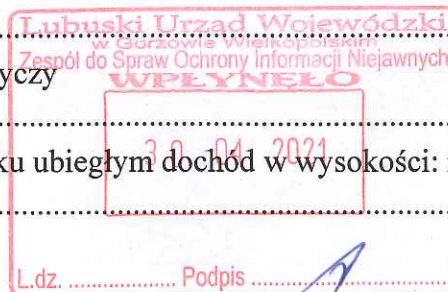 Lubuski Urząd Wojewódzki
w Gorzowie Wielkopolskim
Zespół do Spraw Ochrony Informacji Niejawnych
yczy
WPŁYNĘŁO
30 -04- 2021
ku ubiegłym dochód w wysokości:
L.dz. .................. Podpis ..................